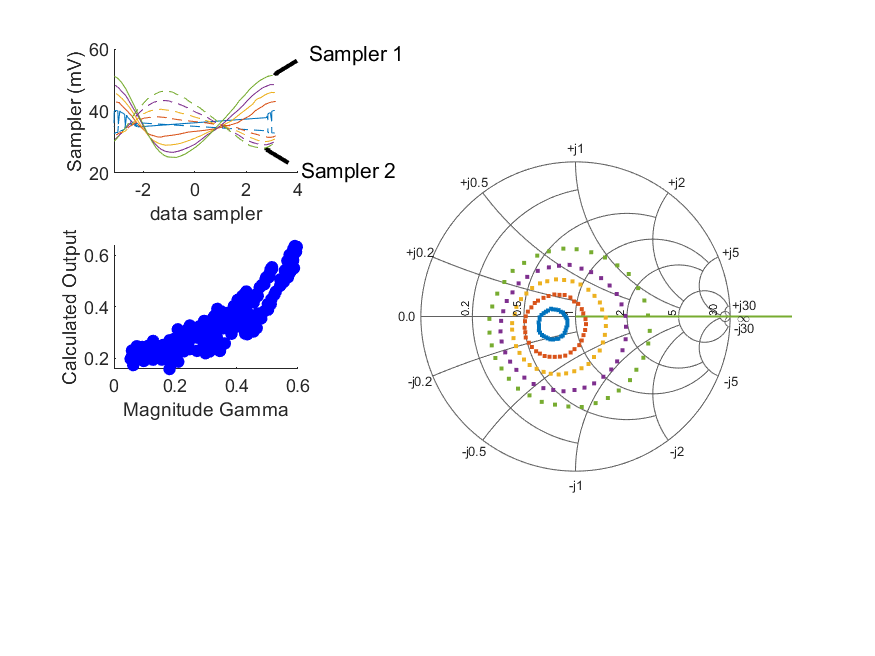 Sampler (mV)
60
40
20
-2
0
2
4
data sampler
Sampler 1
Sampler 2
Calculated Output
0.6
0.4
0.2
0
0.2
0.4
0.6
Magnitude Gamma
+j1
+j0.5
+j2
+j0.2
+j5
0.0
0.2
0.5
1
2
5
30
+j30
-j30
-j0.2
-j5
-j0.5
-j2
-j1